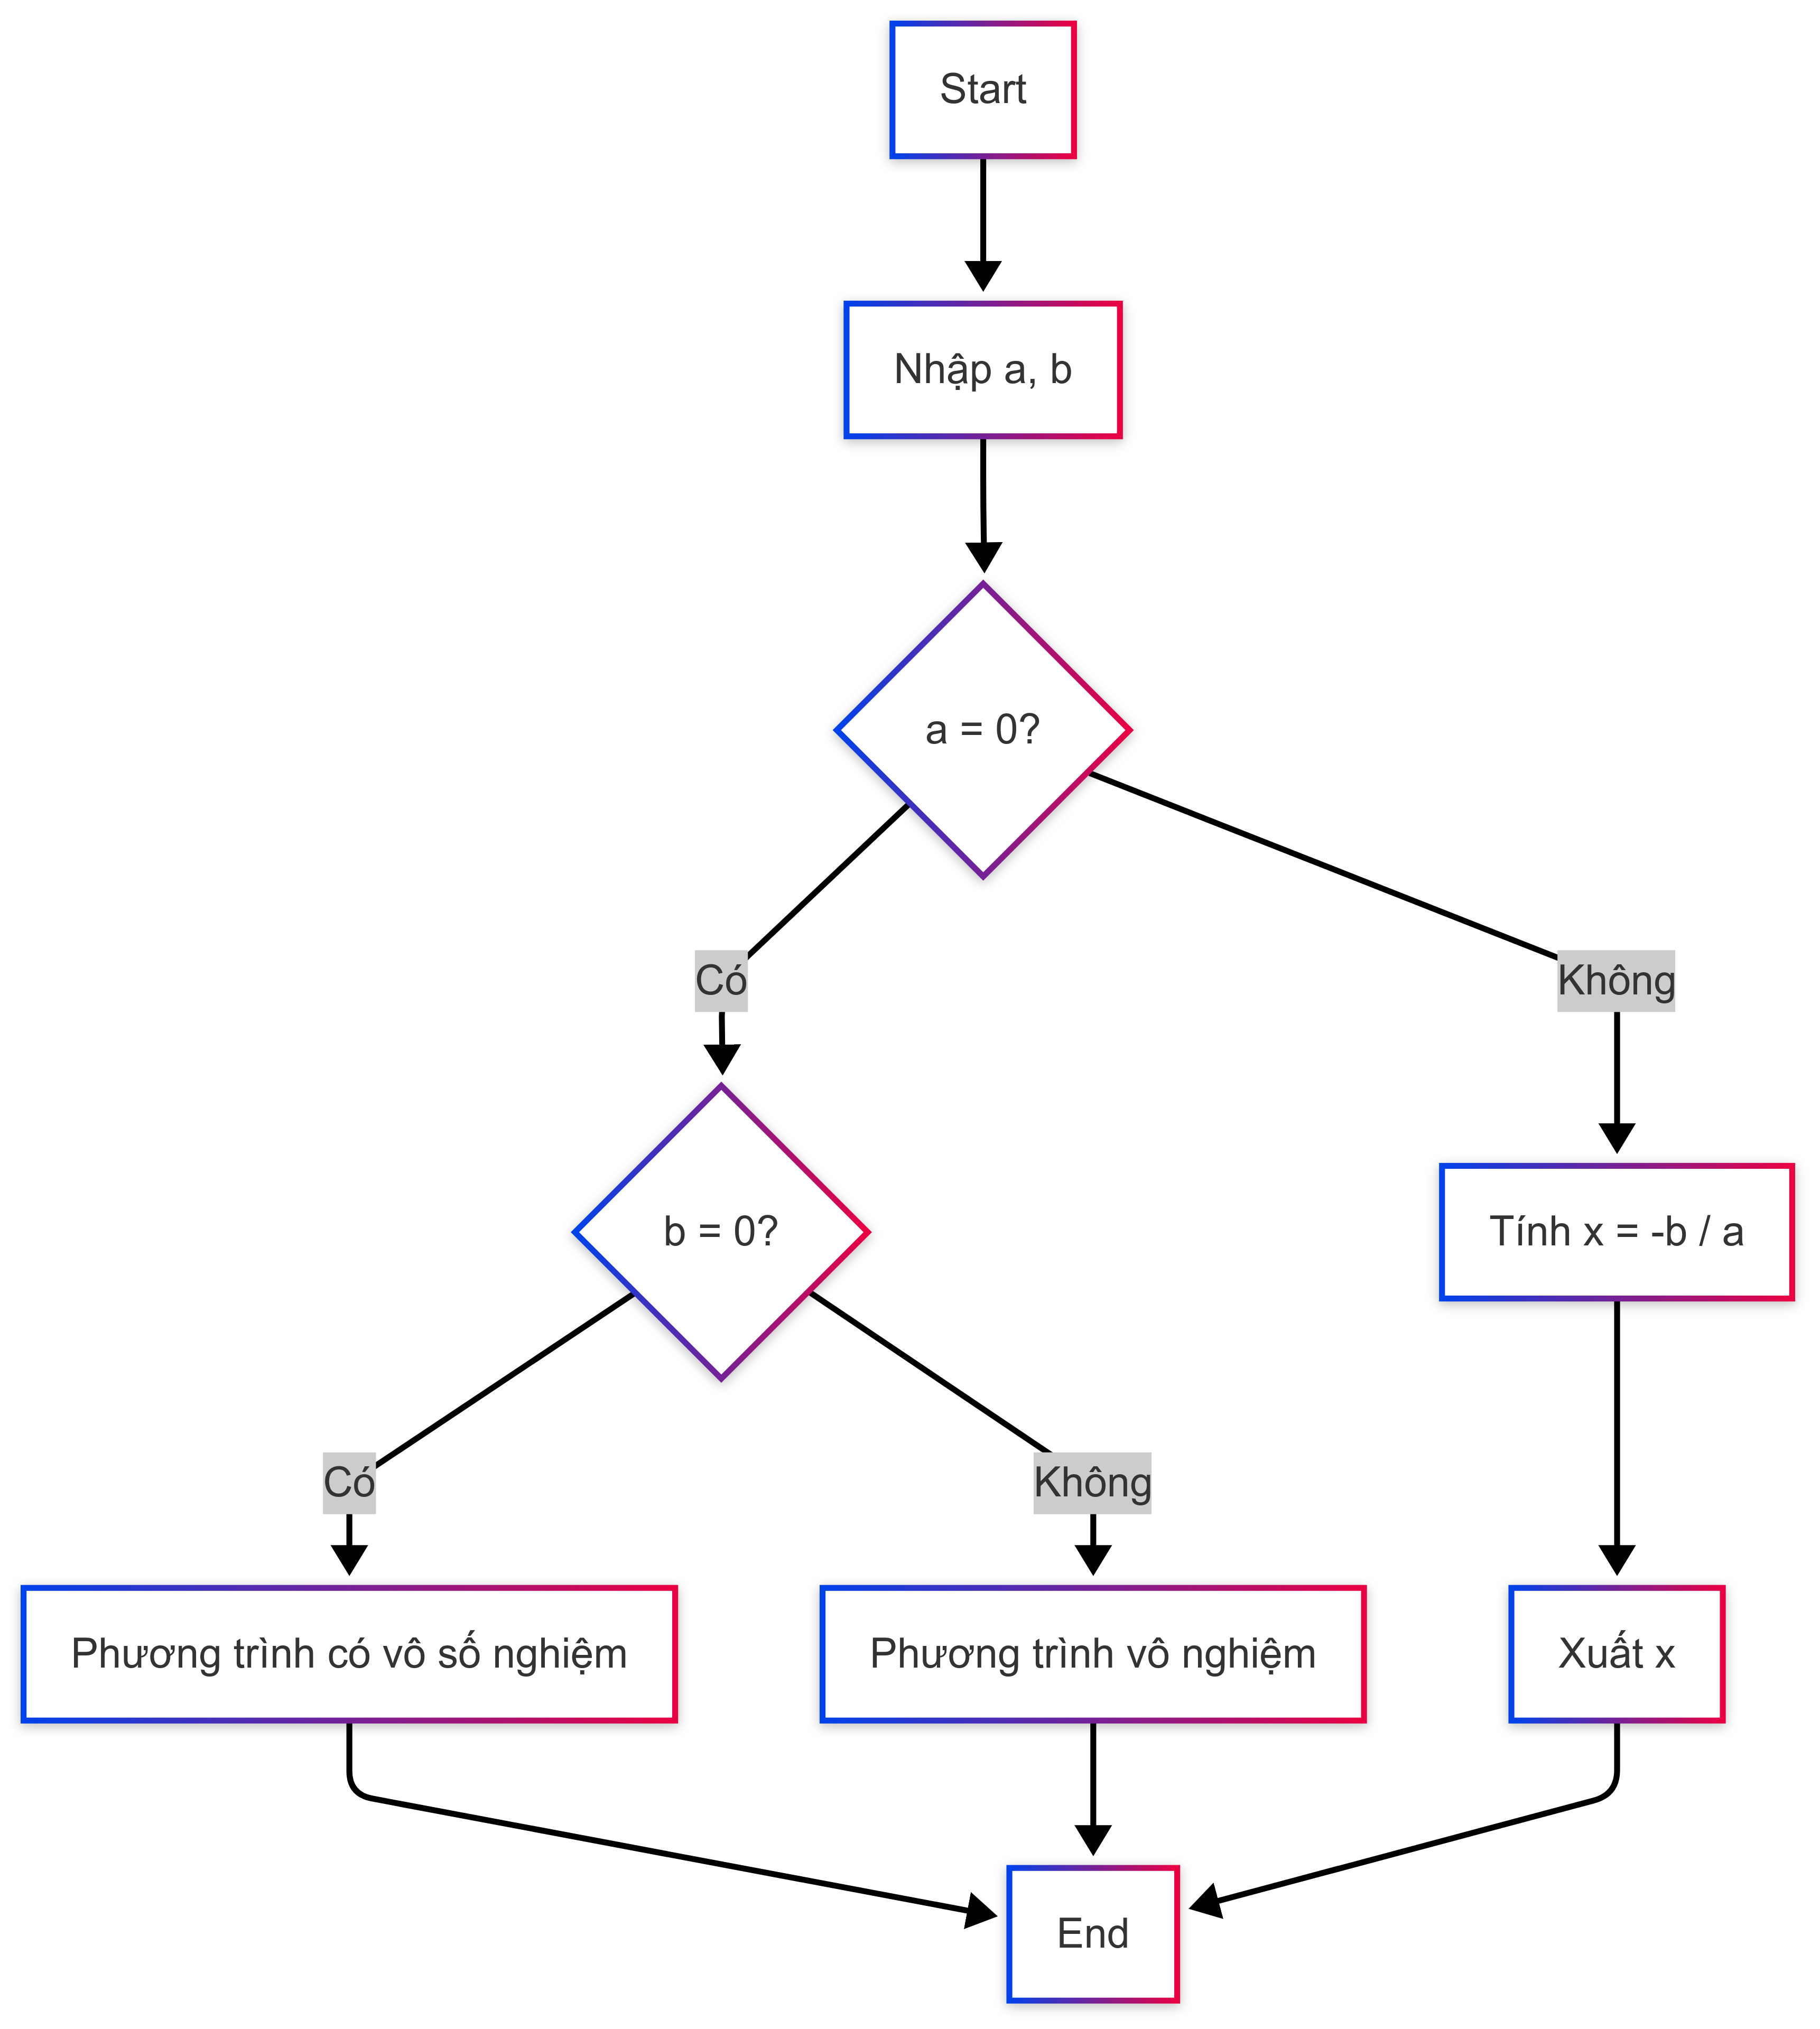 Start
Nhập a, b
a = 0?
Có
Không
b = 0?
Tính x = -b / a
Có
Không
Phương trình có vô số nghiệm
Phương trình vô nghiệm
Xuất x
End